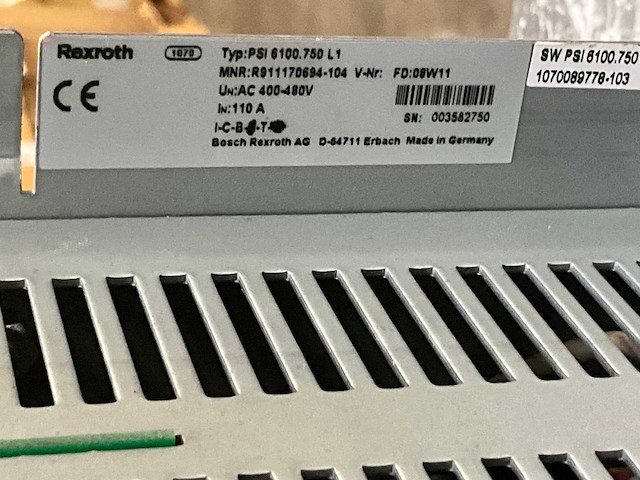 Rexroth 1070 Typ:PSI 6100.750 L1
MNR:R911170694-104 V-Nr: FD:08W11
CE UN:AC 400-480V
IN:110 A
SN: 003582750
I-C-B -T-
Bosch Rexroth AG D-64711 Erbach Made in Germany
SW PSI 6100.750
1070089778-103